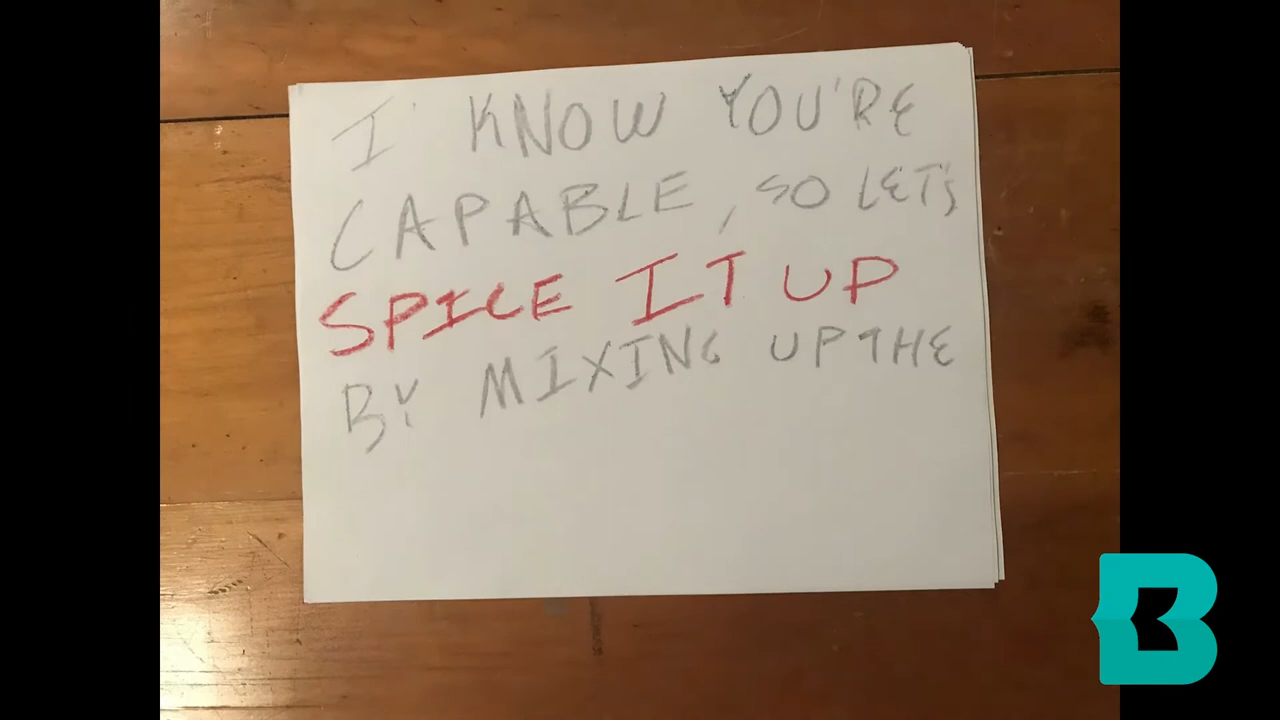 I KNOW YOU'RE
CAPABLE, SO LET'S
SPICE IT UP
BY MIXING UP THE
B